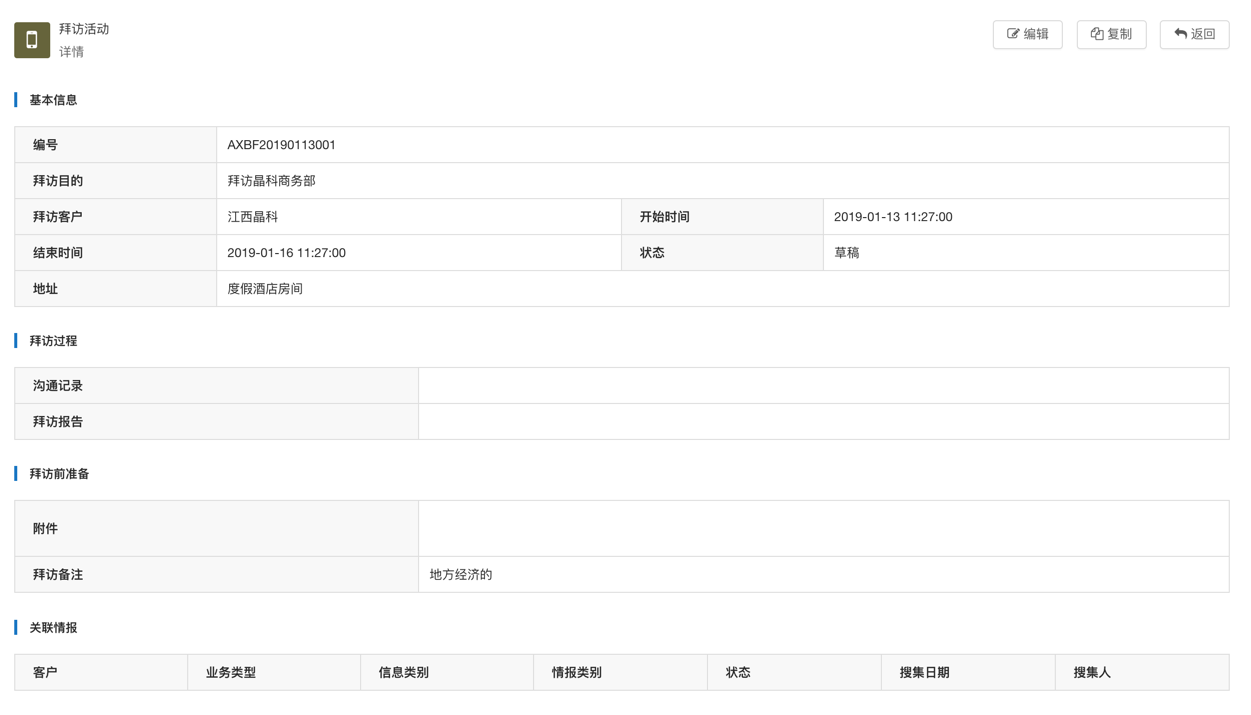 拜访活动
详情
编辑 复制 返回
基本信息
编号 AXBF20190113001
拜访目的 拜访晶科商务部
拜访客户 江西晶科 开始时间 2019-01-13 11:27:00
结束时间 2019-01-16 11:27:00 状态 草稿
地址 度假酒店房间
拜访过程
沟通记录
拜访报告
拜访前准备
附件
拜访备注 地方经济的
关联情报
客户 业务类型 信息类别 情报类别 状态 搜集日期 搜集人